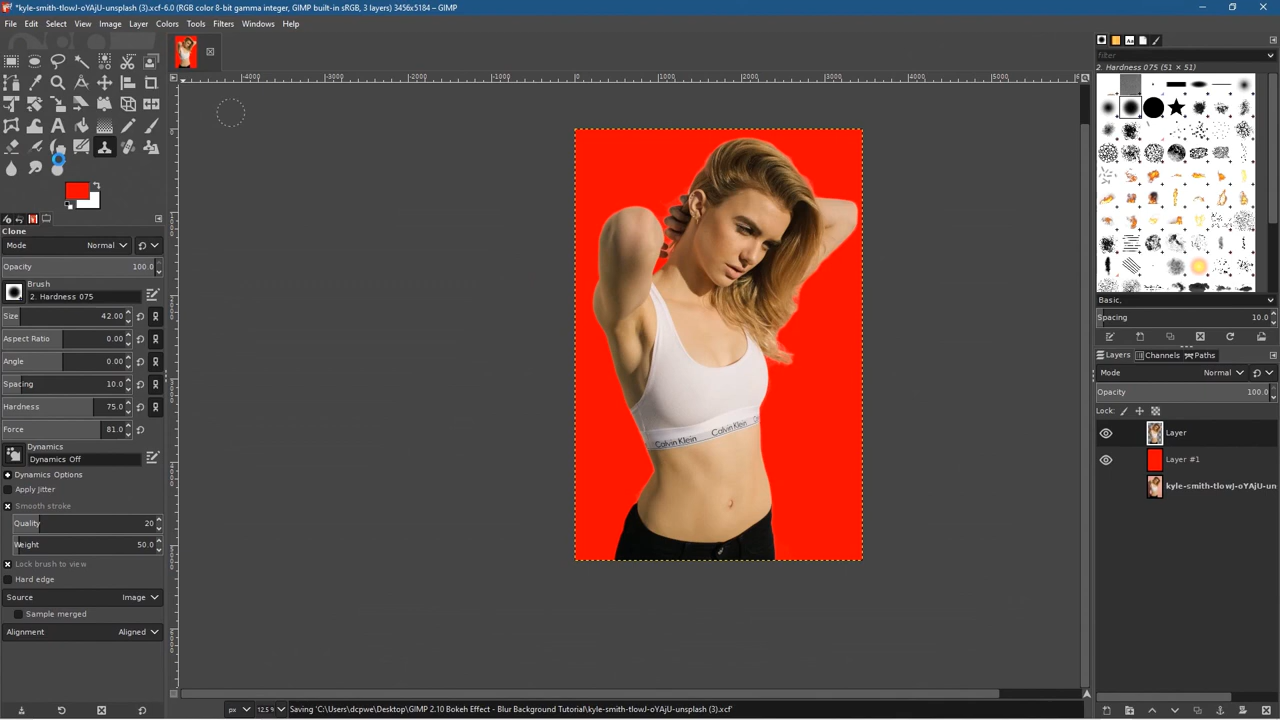 *kyle-smith-tlowJ-oYAjU-unsplash (3).xcf-6.0 (RGB color 8-bit gamma integer, GIMP built-in sRGB, 3 layers) 3456x5184 – GIMP
File Edit Select View Image Layer Colors Tools Filters Windows Help
filter
2. Hardness 075 (51 × 51)
Clone
Mode Normal
Opacity 100.0
Brush
2. Hardness 075
Size 42.00
Aspect Ratio 0.00
Angle 0.00
Spacing 10.0
Hardness 75.0
Force 81.0
Dynamics
Dynamics Off
Dynamics Options
Apply Jitter
Smooth stroke
Quality 20
Weight 50.0
Lock brush to view
Hard edge
Source Image
Sample merged
Alignment Aligned
Calvin Klein Calvin Klein
Basic,
Spacing 10.0
Layers Channels Paths
Mode Normal
Opacity 100.0
Lock:
Layer
Layer #1
kyle-smith-tlowJ-oYAjU-un
px 12.5 % Saving 'C:\Users\dcpwe\Desktop\GIMP 2.10 Bokeh Effect - Blur Background Tutorial\kyle-smith-tlowJ-oYAjU-unsplash (3).xcf'